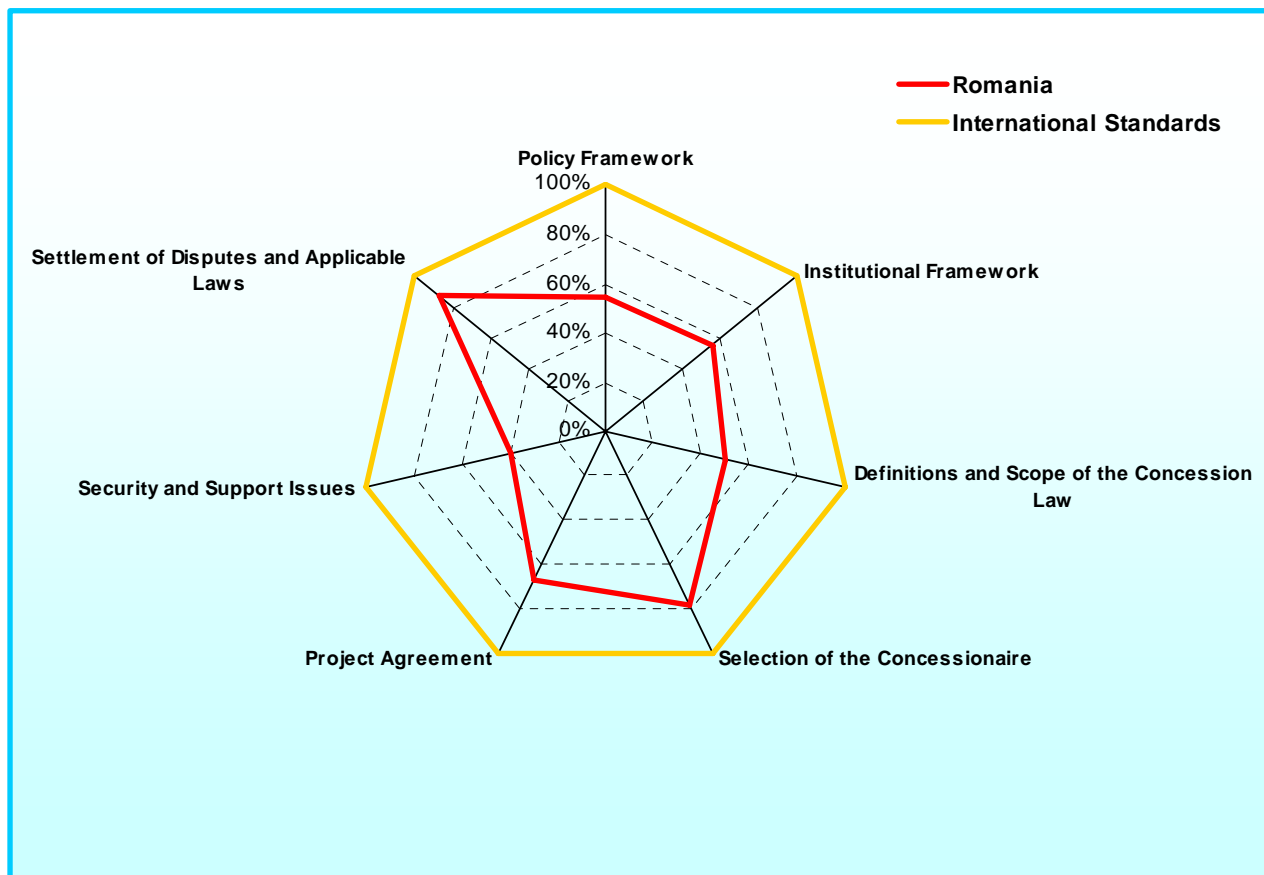 Romania
International Standards
Policy Framework
100%
80%
60%
40%
20%
0%
Institutional Framework
Definitions and Scope of the Concession
Law
Selection of the Concessionaire
Project Agreement
Security and Support Issues
Settlement of Disputes and Applicable
Laws